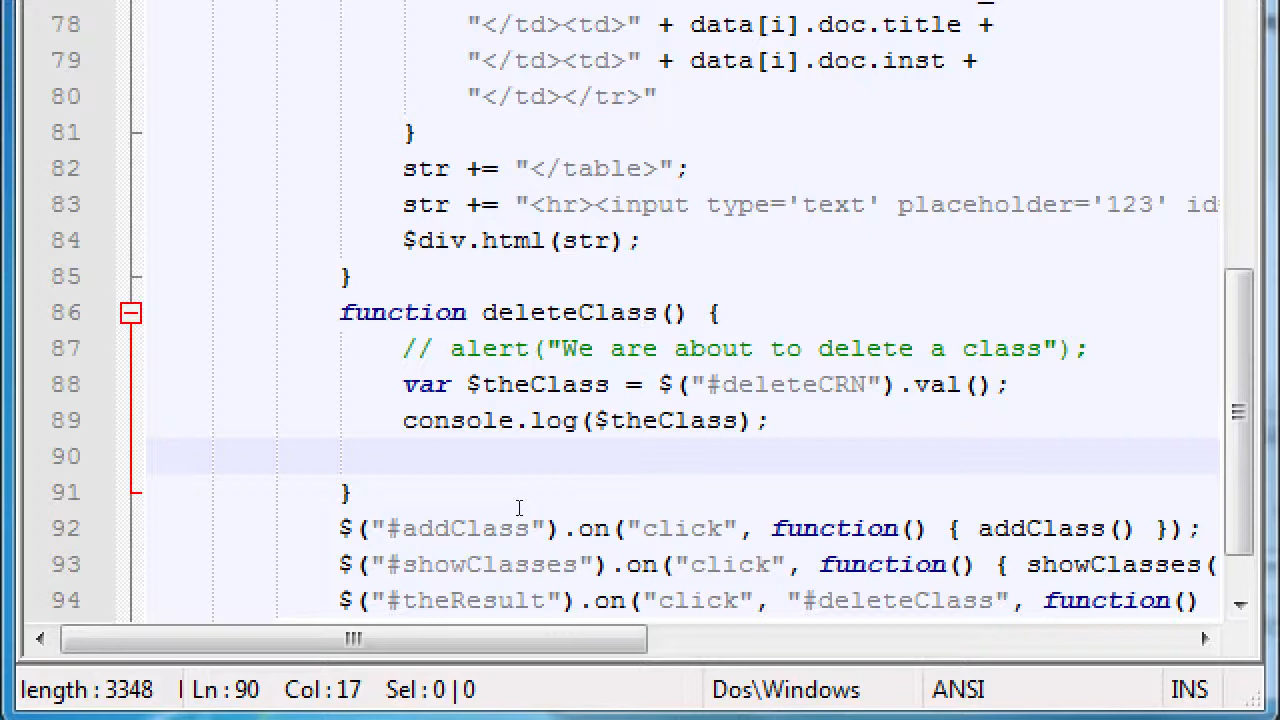 78 "</td><td>" + data[i].doc.title +
79 "</td><td>" + data[i].doc.inst +
80 "</td></tr>"
81 }
82 str += "</table>";
83 str += "<hr><input type='text' placeholder='123' id=
84 $div.html(str);
85 }
86 function deleteClass() {
87 // alert("We are about to delete a class");
88 var $theClass = $("#deleteCRN").val();
89 console.log($theClass);
90
91 }
92 $("#addClass").on("click", function() { addClass() });
93 $("#showClasses").on("click", function() { showClasses(
94 $("#theResult").on("click", "#deleteClass", function()
length : 3348 l Ln : 90 Col : 17 Sel : 0 | 0 Dos\Windows ANSI INS